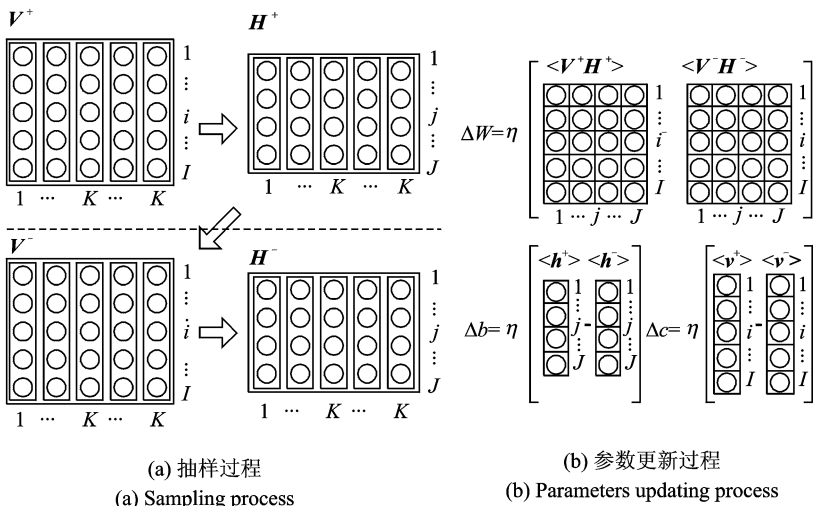 V⁺
H⁺
1
⋮
i
⋮
I
1 ⋯ K ⋯ K
1
⋮
j
⋮
J
1 ⋯ K ⋯ K
V⁻
H⁻
1
⋮
i
⋮
I
1 ⋯ K ⋯ K
1
⋮
j
⋮
J
1 ⋯ K ⋯ K
(a) 抽样过程
(a) Sampling process
<V⁺H⁺>
<V⁻H⁻>
ΔW= η
1
⋮
i
⋮
I
-
1
⋮
i
⋮
I
1 ⋯ j ⋯ J
1 ⋯ j ⋯ J
<h⁺> <h⁻>
Δb= η
1
⋮
j
⋮
J
-
1
⋮
j
⋮
J
<v⁺> <v⁻>
Δc= η
1
⋮
i
⋮
I
-
1
⋮
i
⋮
I
(b) 参数更新过程
(b) Parameters updating process